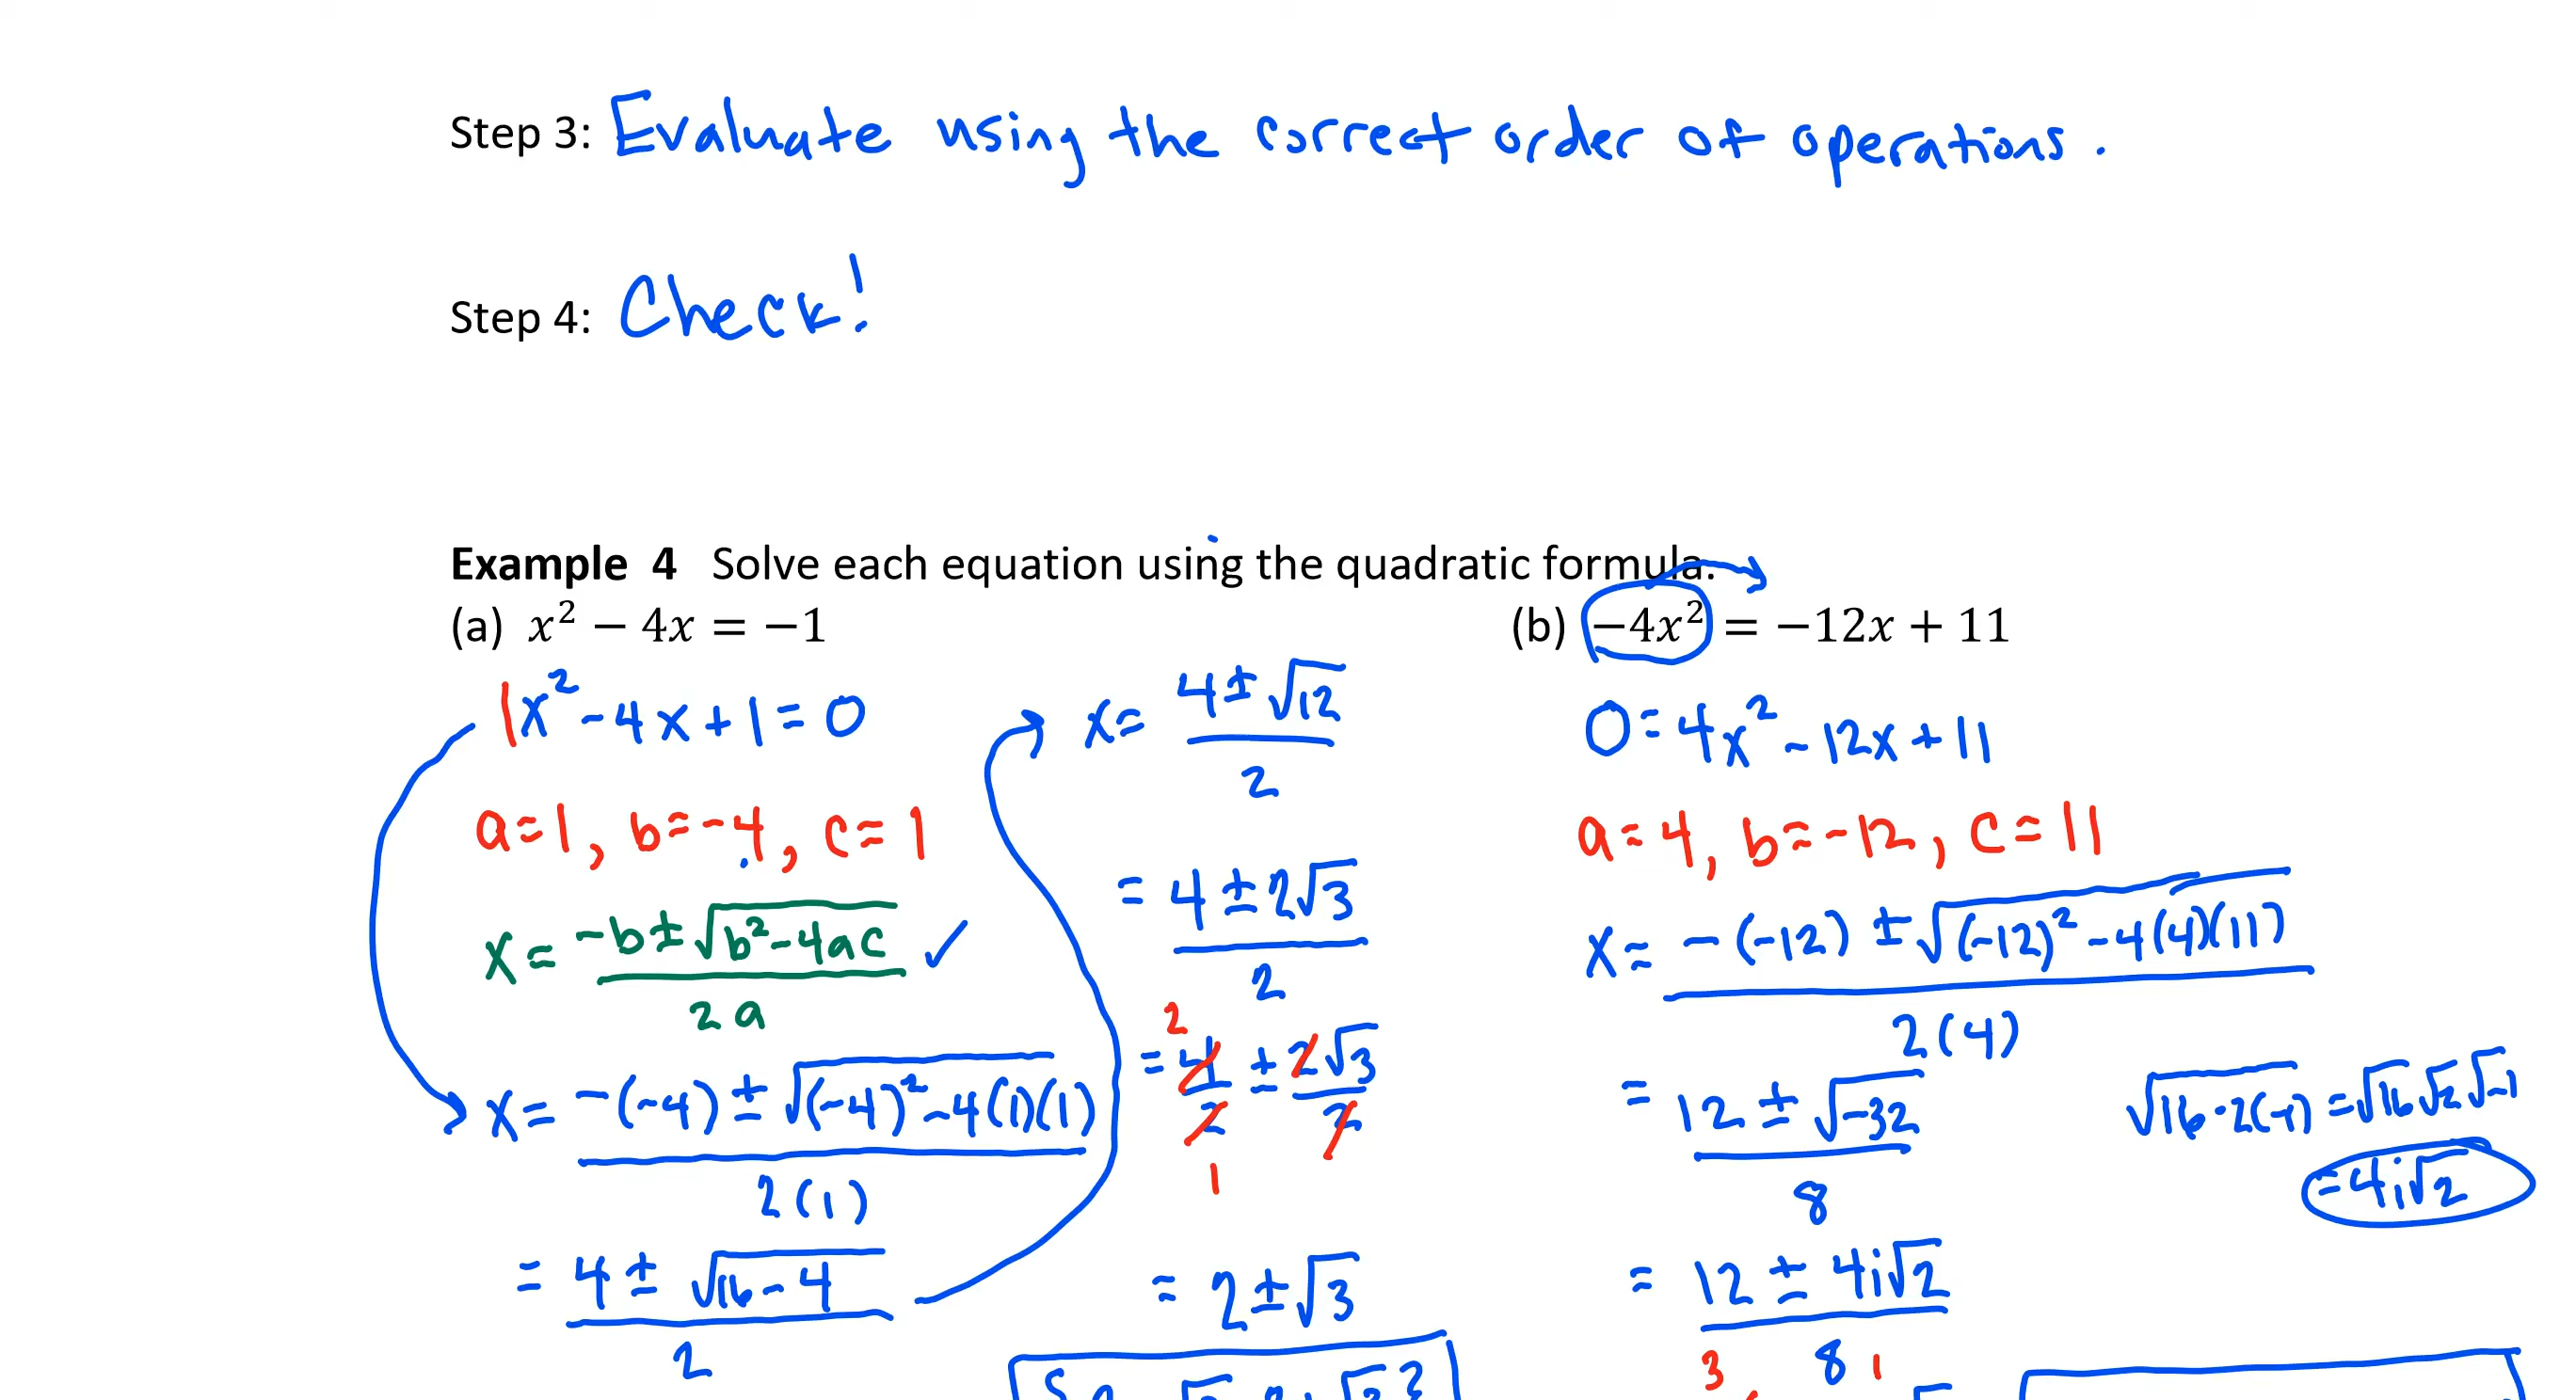 Step 3: Evaluate using the correct order of operations.
Step 4: Check!
Example 4 Solve each equation using the quadratic formula.
(a) x² − 4x = −1
1x² - 4x + 1 = 0
a=1, b=-4, c=1
x = (-b ± √(b²-4ac)) / 2a ✓
x = (-(-4) ± √((-4)²-4(1)(1))) / 2(1)
= (4 ± √(16-4)) / 2
x = (4 ± √12) / 2
= (4 ± 2√3) / 2
= 4/2 ± 2√3/2
2
1
= 2 ± √3
(b) −4x² = −12x + 11
0 = 4x² - 12x + 11
a=4, b=-12, c=11
x = (-(-12) ± √((-12)²-4(4)(11))) / 2(4)
= (12 ± √-32) / 8
√(16·2(-1)) = √16 √2 √-1
= 4i√2
= (12 ± 4i√2) / 8
3 1